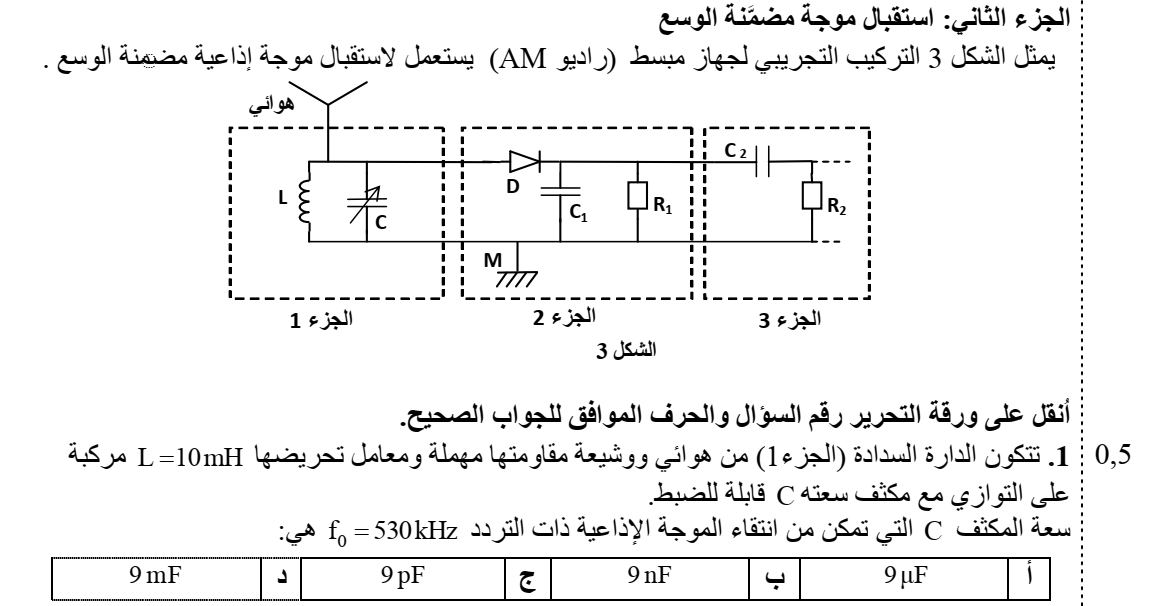 الجزء الثاني: استقبال موجة مضمَّنة الوسع
يمثل الشكل 3 التركيب التجريبي لجهاز مبسط (راديو AM) يستعمل لاستقبال موجة إذاعية مضمنة الوسع .
هوائي
L
C
D
C₁
R₁
M
C₂
R₂
الجزء 1
الجزء 2
الجزء 3
الشكل 3
أنقل على ورقة التحرير رقم السؤال والحرف الموافق للجواب الصحيح.
0,5
1. تتكون الدارة السدادة (الجزء1) من هوائي ووشيعة مقاومتها مهملة ومعامل تحريضها L=10mH مركبة
على التوازي مع مكثف سعته C قابلة للضبط.
سعة المكثف C التي تمكن من انتقاء الموجة الإذاعية ذات التردد f₀=530kHz هي:
أ 9μF ب 9nF ج 9pF د 9mF